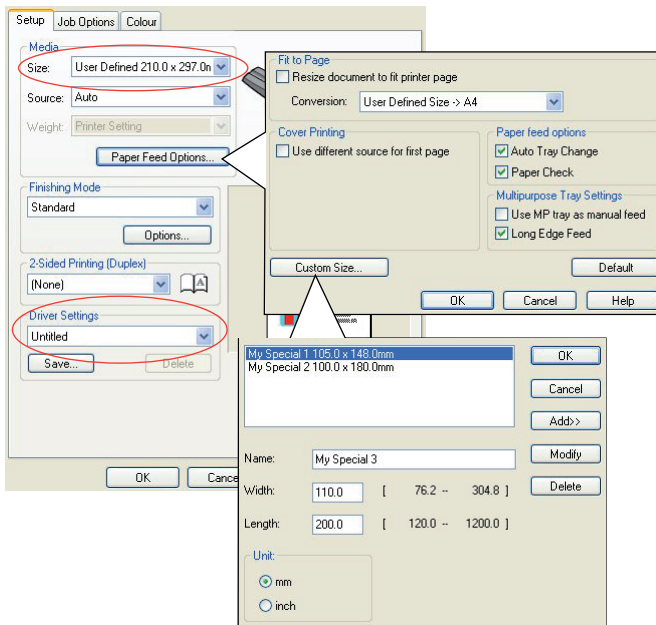 Setup
Job Options
Colour
Media
Size: User Defined 210.0 x 297.0n
Source: Auto
Weight: Printer Setting
Paper Feed Options...
Finishing Mode
Standard
Options...
2-Sided Printing (Duplex)
(None)
A
Driver Settings
Untitled
Save...
Delete
OK
Cance
Fit to Page
Resize document to fit printer page
Conversion: User Defined Size -> A4
Cover Printing
Use different source for first page
Paper feed options
Auto Tray Change
Paper Check
Multipurpose Tray Settings
Use MP tray as manual feed
Long Edge Feed
Custom Size...
Default
OK
Cancel
Help
My Special 1 105.0 x 148.0mm
My Special 2 100.0 x 180.0mm
OK
Cancel
Add>>
Modify
Delete
Name: My Special 3
Width: 110.0 [ 76.2 -- 304.8 ]
Length: 200.0 [ 120.0 -- 1200.0 ]
Unit:
mm
inch